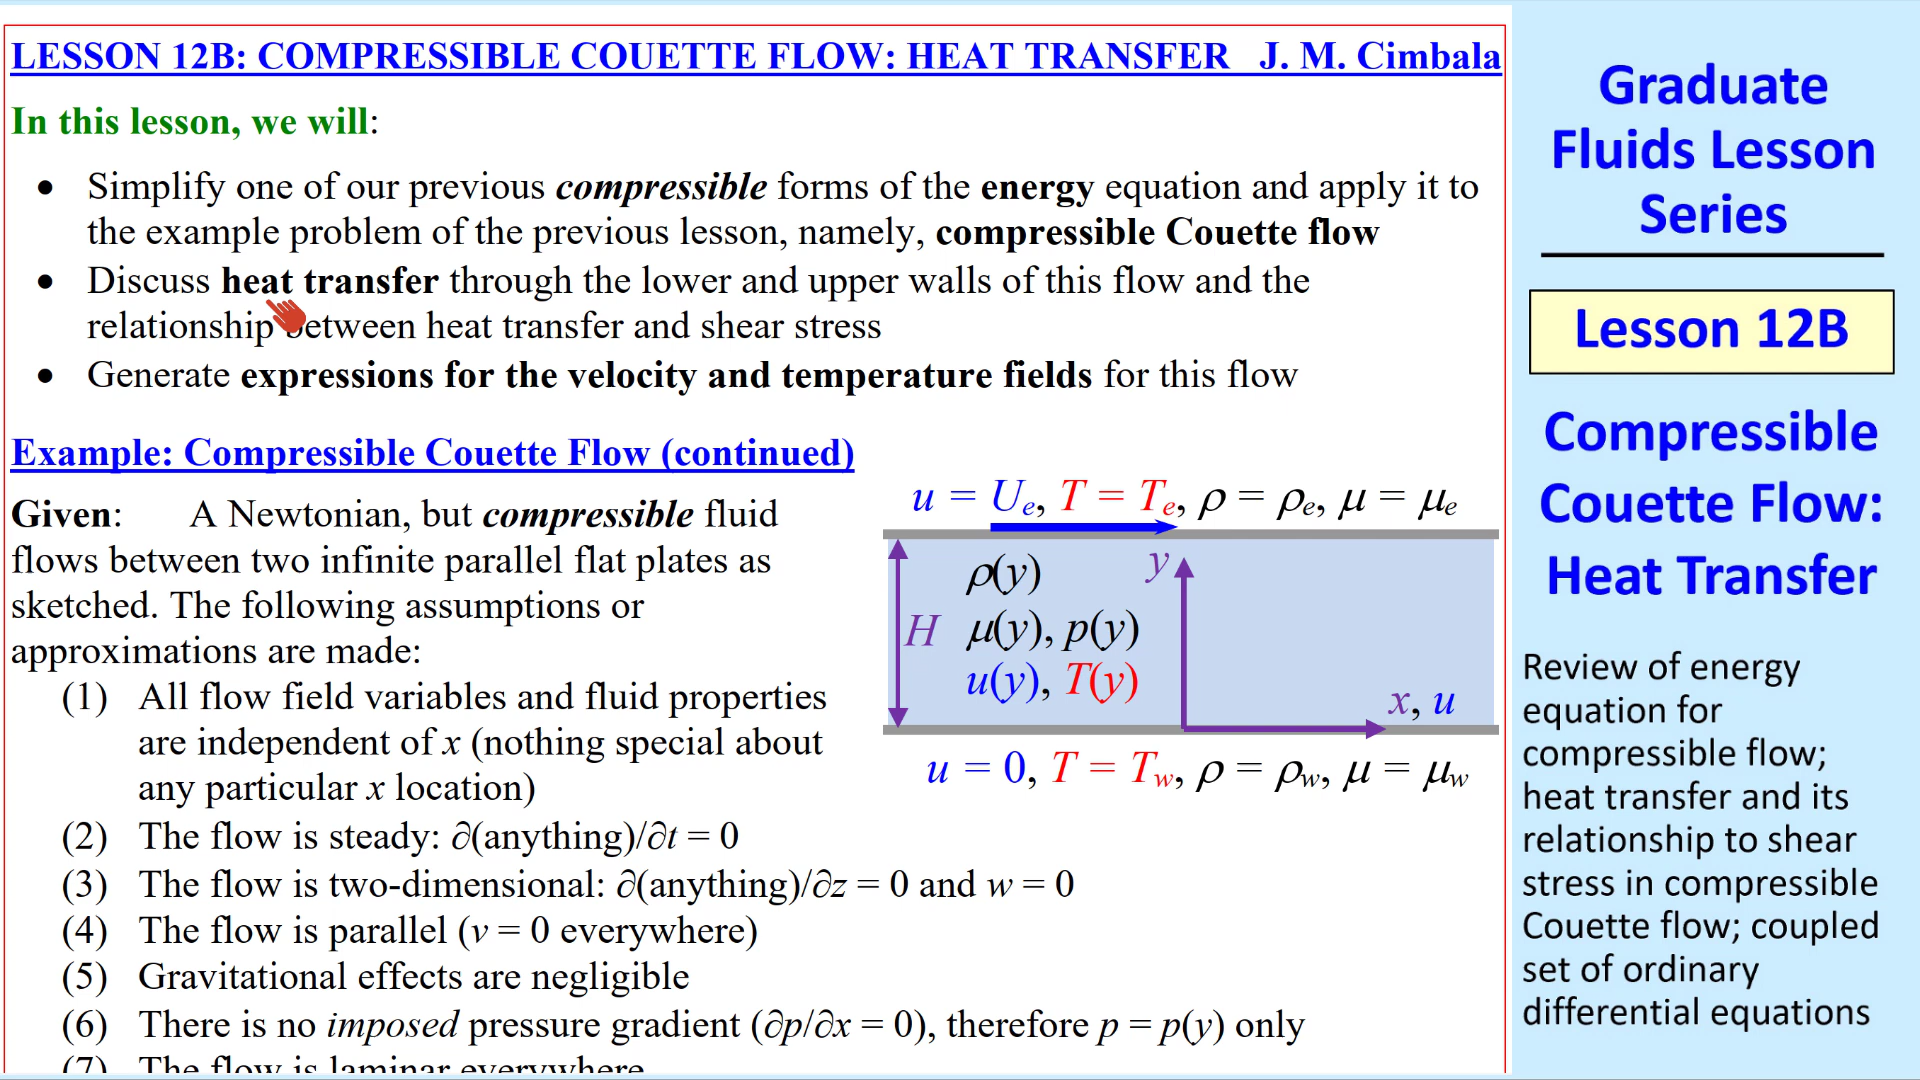 LESSON 12B: COMPRESSIBLE COUETTE FLOW: HEAT TRANSFER J. M. Cimbala
In this lesson, we will:
• Simplify one of our previous compressible forms of the energy equation and apply it to
the example problem of the previous lesson, namely, compressible Couette flow
• Discuss heat transfer through the lower and upper walls of this flow and the
relationship between heat transfer and shear stress
• Generate expressions for the velocity and temperature fields for this flow
Example: Compressible Couette Flow (continued)
Given: A Newtonian, but compressible fluid
flows between two infinite parallel flat plates as
sketched. The following assumptions or
approximations are made:
(1) All flow field variables and fluid properties
are independent of x (nothing special about
any particular x location)
(2) The flow is steady: ∂(anything)/∂t = 0
(3) The flow is two-dimensional: ∂(anything)/∂z = 0 and w = 0
(4) The flow is parallel (v = 0 everywhere)
(5) Gravitational effects are negligible
(6) There is no imposed pressure gradient (∂p/∂x = 0), therefore p = p(y) only
(7) The flow is laminar everywhere
u = Ue, T = Te, ρ = ρe, μ = μe
ρ(y)
y
H
μ(y), p(y)
u(y), T(y)
x, u
u = 0, T = Tw, ρ = ρw, μ = μw
Graduate
Fluids Lesson
Series
Lesson 12B
Compressible
Couette Flow:
Heat Transfer
Review of energy
equation for
compressible flow;
heat transfer and its
relationship to shear
stress in compressible
Couette flow; coupled
set of ordinary
differential equations